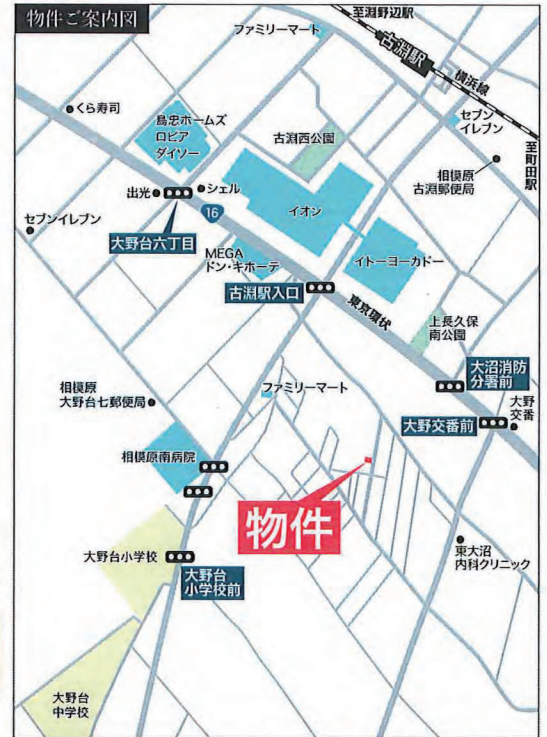 物件ご案内図
至淵野辺駅
ファミリーマート
古淵駅
横浜線
くら寿司
セブン
イレブン
島忠ホームズ
ロピア
ダイソー
古淵西公園
至町田駅
相模原
古淵郵便局
出光
シェル
16
イオン
セブンイレブン
大野台六丁目
MEGA
ドン・キホーテ
イトーヨーカドー
古淵駅入口
東京環状
上長久保
南公園
大沼消防
分署前
相模原
大野台七郵便局
ファミリーマート
大野交番前
大野
交番
相模原南病院
物件
大野台小学校
大野台
小学校前
東大沼
内科クリニック
大野台
中学校